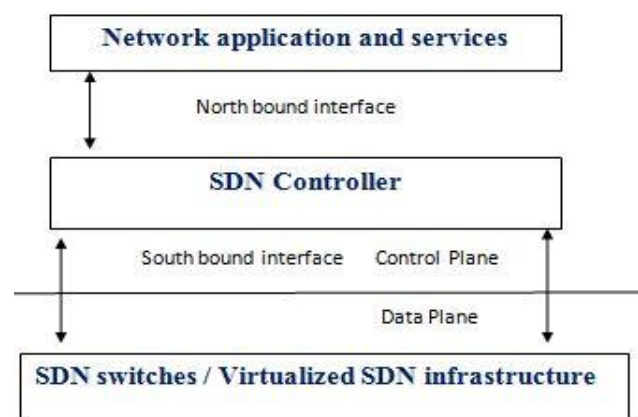 Network application and services
North bound interface
SDN Controller
South bound interface Control Plane
Data Plane
SDN switches / Virtualized SDN infrastructure